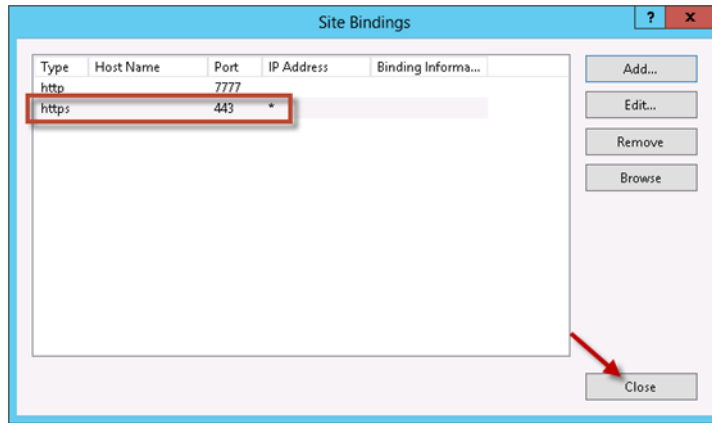 Site Bindings
? x
Type Host Name Port IP Address Binding Informa...
http 7777
https 443 *
Add...
Edit...
Remove
Browse
Close